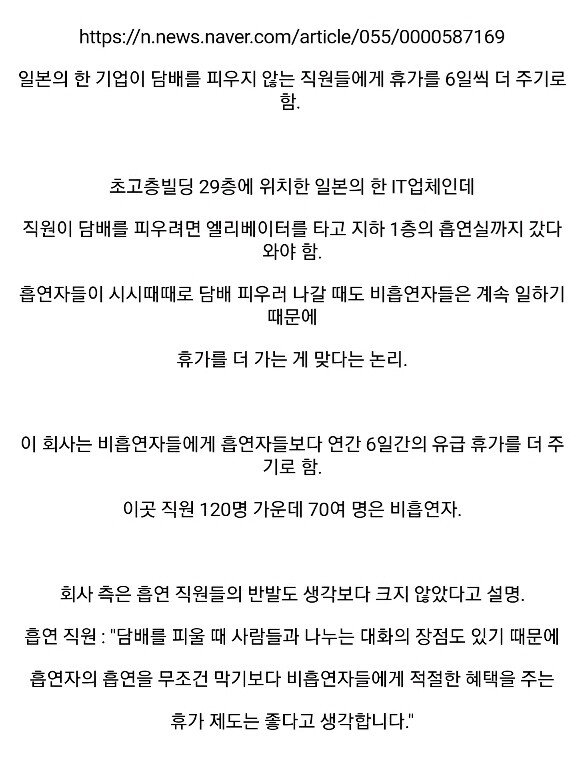 https://n.news.naver.com/article/055/0000587169
일본의 한 기업이 담배를 피우지 않는 직원들에게 휴가를 6일씩 더 주기로
함.
초고층빌딩 29층에 위치한 일본의 한 IT업체인데
직원이 담배를 피우려면 엘리베이터를 타고 지하 1층의 흡연실까지 갔다
와야 함.
흡연자들이 시시때때로 담배 피우러 나갈 때도 비흡연자들은 계속 일하기
때문에
휴가를 더 가는 게 맞다는 논리.
이 회사는 비흡연자들에게 흡연자들보다 연간 6일간의 유급 휴가를 더 주
기로 함.
이곳 직원 120명 가운데 70여 명은 비흡연자.
회사 측은 흡연 직원들의 반발도 생각보다 크지 않았다고 설명.
흡연 직원 : "담배를 피울 때 사람들과 나누는 대화의 장점도 있기 때문에
흡연자의 흡연을 무조건 막기보다 비흡연자들에게 적절한 혜택을 주는
휴가 제도는 좋다고 생각합니다."